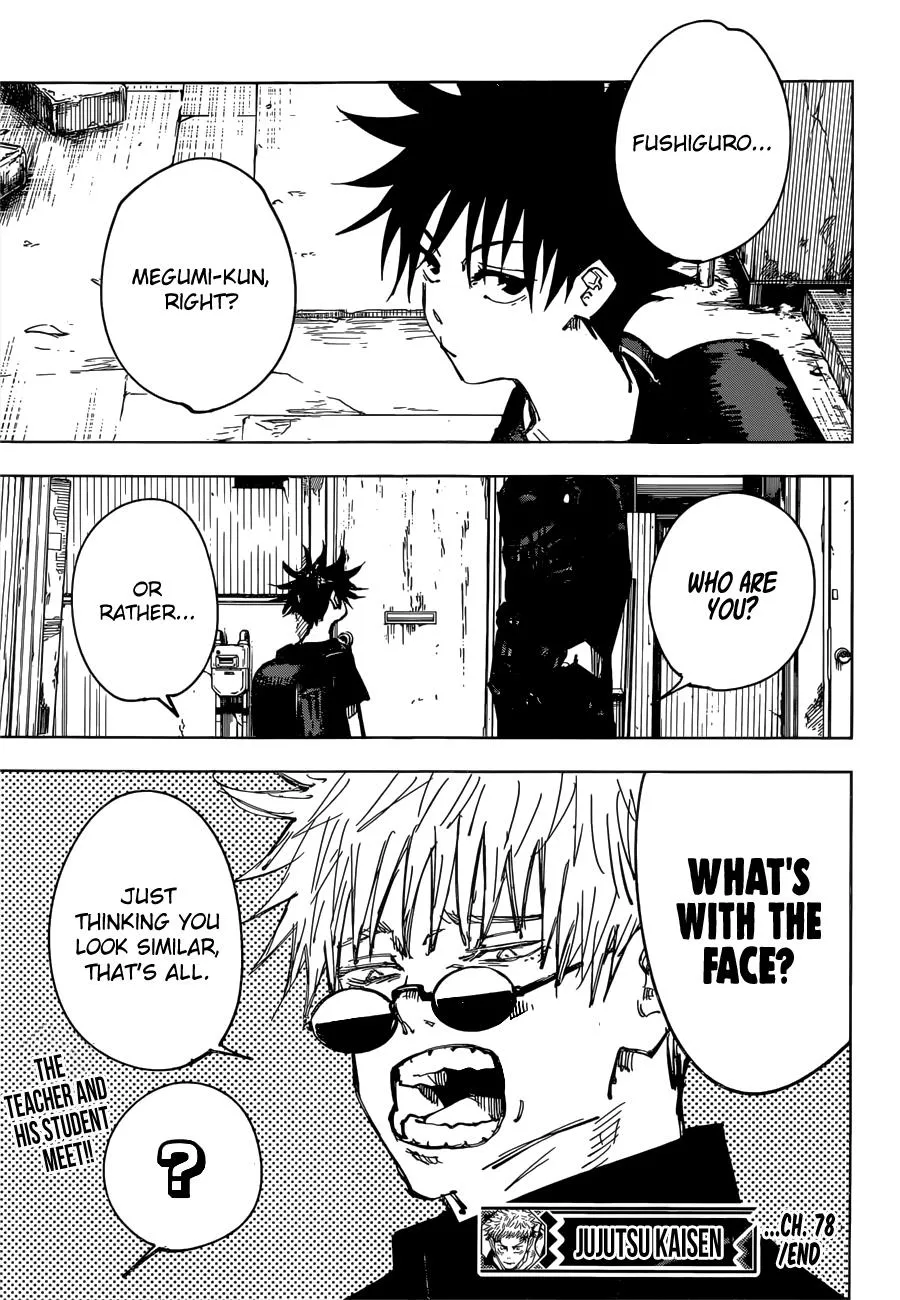 FUSHIGURO...
MEGUMI-KUN,
RIGHT?
WHO ARE
YOU?
OR
RATHER...
WHAT'S
WITH THE
FACE?
JUST
THINKING YOU
LOOK SIMILAR,
THAT'S ALL.
?
THE
TEACHER AND
HIS STUDENT
MEET!!
JUJUTSU KAISEN
...CH. 78
/END